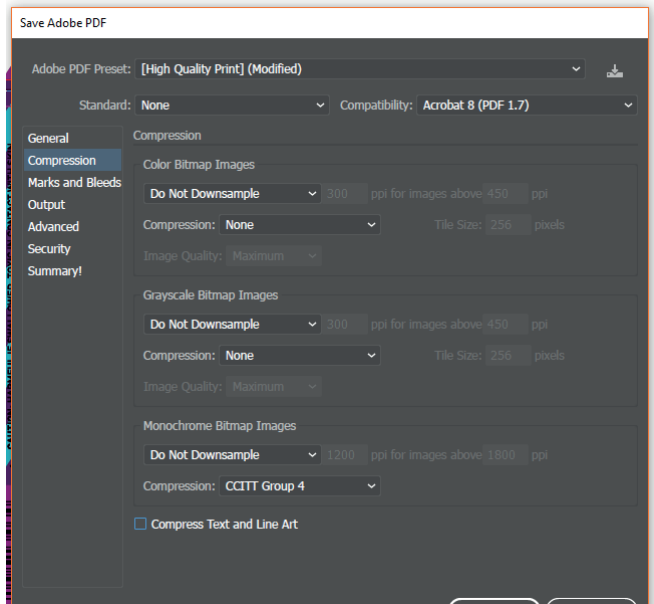 Save Adobe PDF
Adobe PDF Preset: [High Quality Print] (Modified)
Standard: None Compatibility: Acrobat 8 (PDF 1.7)
General
Compression
Marks and Bleeds
Output
Advanced
Security
Summary!
Compression
Color Bitmap Images
Do Not Downsample 300 ppi for images above 450 ppi
Compression: None Tile Size: 256 pixels
Image Quality: Maximum
Grayscale Bitmap Images
Do Not Downsample 300 ppi for images above 450 ppi
Compression: None Tile Size: 256 pixels
Image Quality: Maximum
Monochrome Bitmap Images
Do Not Downsample 1200 ppi for images above 1800 ppi
Compression: CCITT Group 4
Compress Text and Line Art